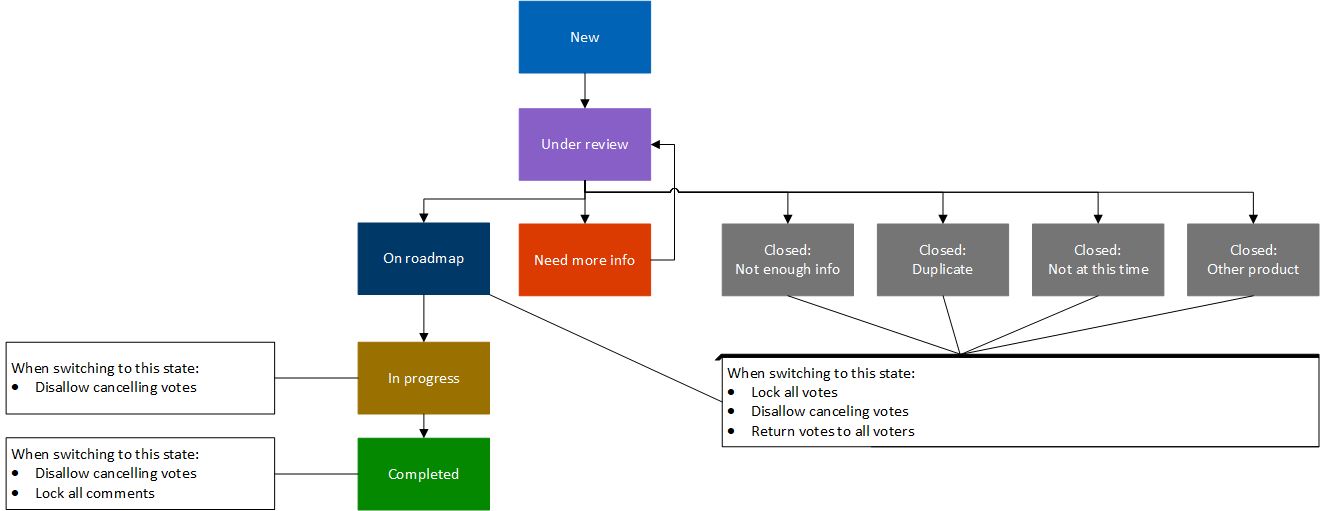 New
Under review
On roadmap
Need more info
Closed:
Not enough info
Closed:
Duplicate
Closed:
Not at this time
Closed:
Other product
When switching to this state:
• Disallow cancelling votes
In progress
When switching to this state:
• Lock all votes
• Disallow canceling votes
• Return votes to all voters
When switching to this state:
• Disallow cancelling votes
• Lock all comments
Completed